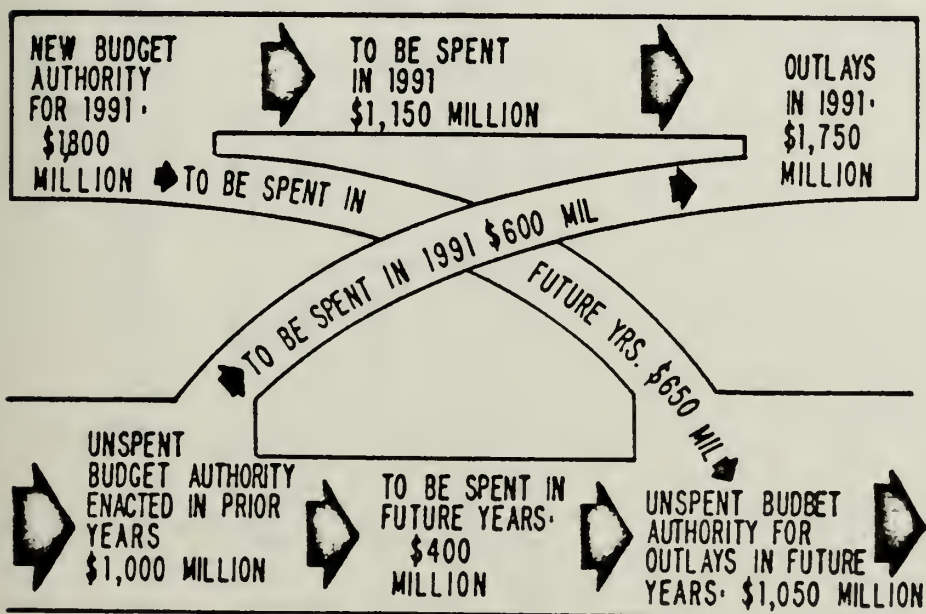 NEW BUDGET
AUTHORITY
FOR 1991·
$1,800
MILLION
TO BE SPENT
IN 1991
$1,150 MILLION
OUTLAYS
IN 1991·
$1,750
MILLION
TO BE SPENT IN
FUTURE YRS. $650 MIL
TO BE SPENT IN 1991 $600 MIL
UNSPENT
BUDGET AUTHORITY
ENACTED IN PRIOR
YEARS
$1,000 MILLION
TO BE SPENT IN
FUTURE YEARS·
$400
MILLION
UNSPENT BUDBET
AUTHORITY FOR
OUTLAYS IN FUTURE
YEARS· $1,050 MILLION